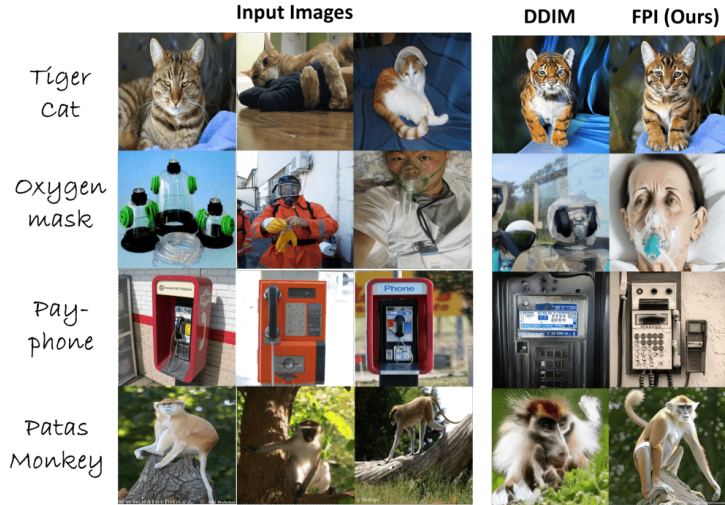 Input Images
DDIM
FPI (Ours)
Tiger
Cat
Oxygen
mask
Pay-
phone
Phone
Patas
Monkey